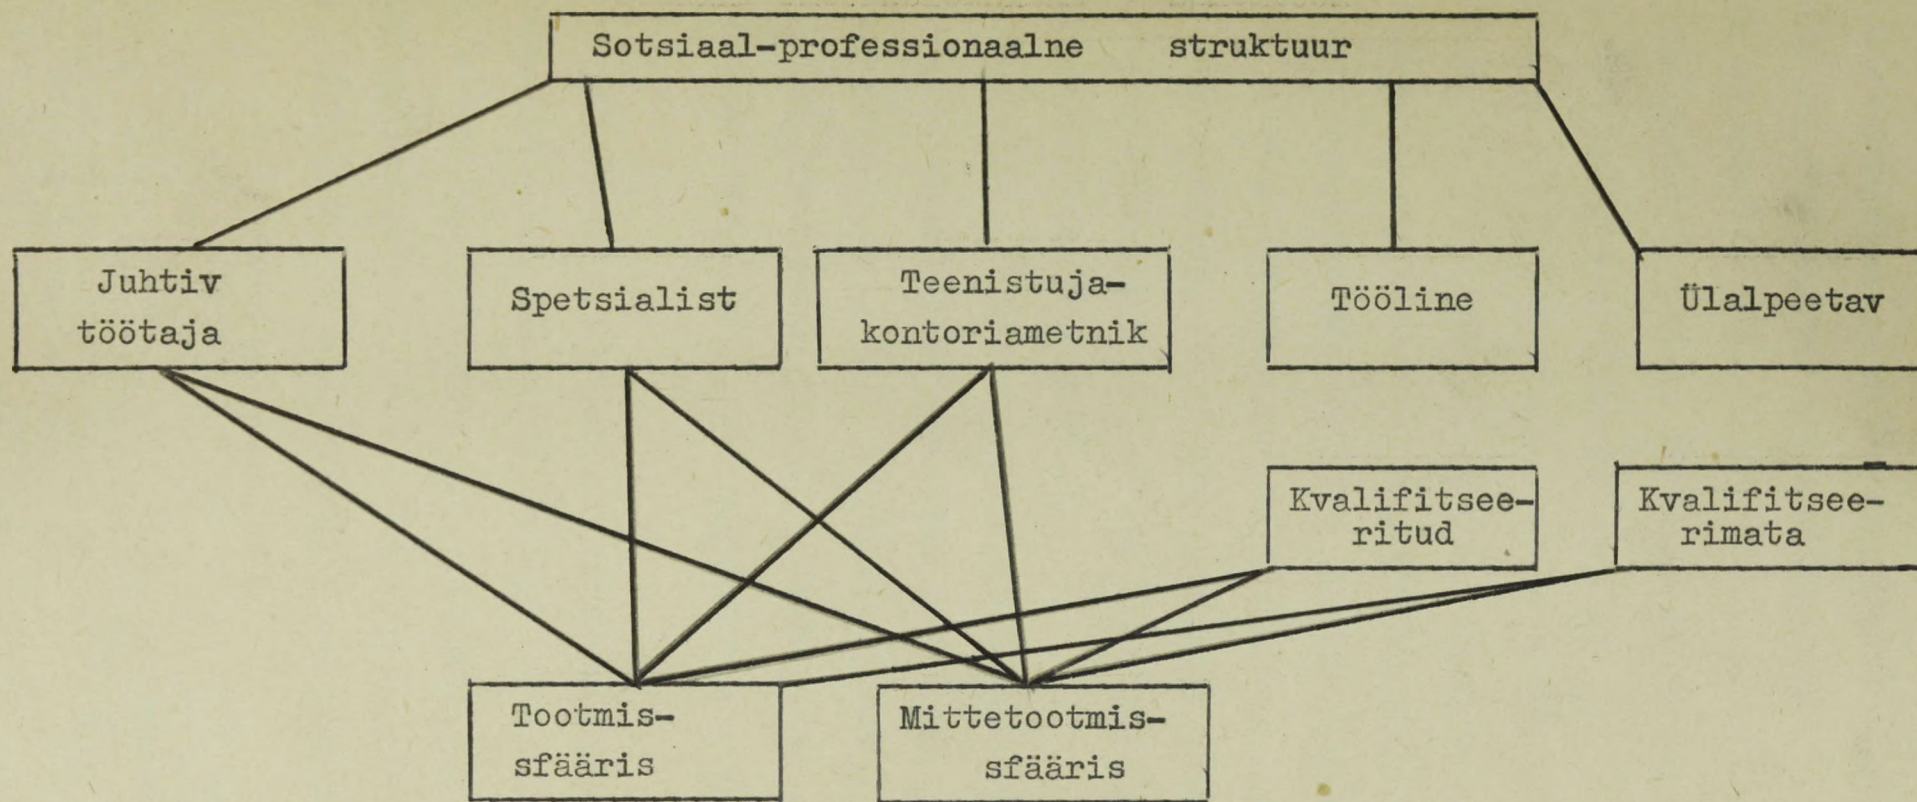 Sotsiaal-professionaalne struktuur
Juhtiv
töötaja
Spetsialist
Teenistuja-
kontoriametnik
Tööline
Ülalpeetav
Kvalifitsee-
ritud
Kvalifitsee-
rimata
Tootmis-
sfääris
Mittetootmis-
sfääris